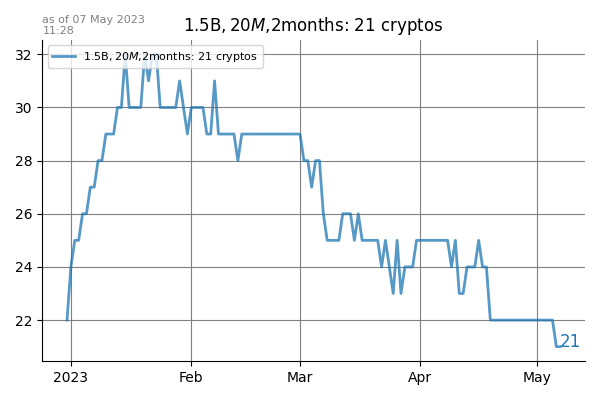 as of 07 May 2023
11:28
1.5B, 20M,2months: 21 cryptos
1.5B, 20M,2months: 21 cryptos
32
30
28
26
24
22
21
2023
Feb
Mar
Apr
May